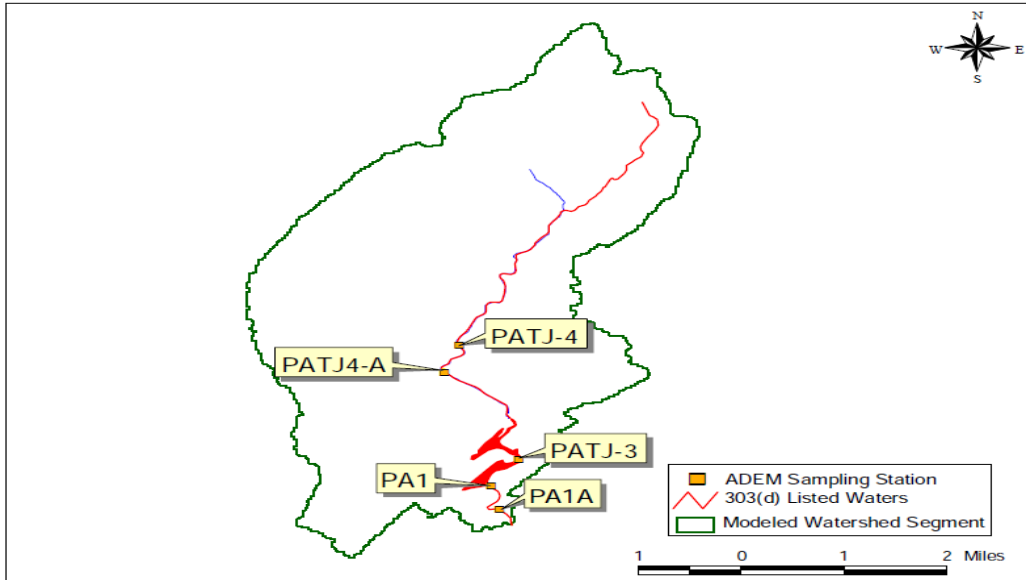 N
W E
S
PATJ-4
PATJ4-A
PATJ-3
PA1
PA1A
ADEM Sampling Station
303(d) Listed Waters
Modeled Watershed Segment
1 0 1 2 Miles